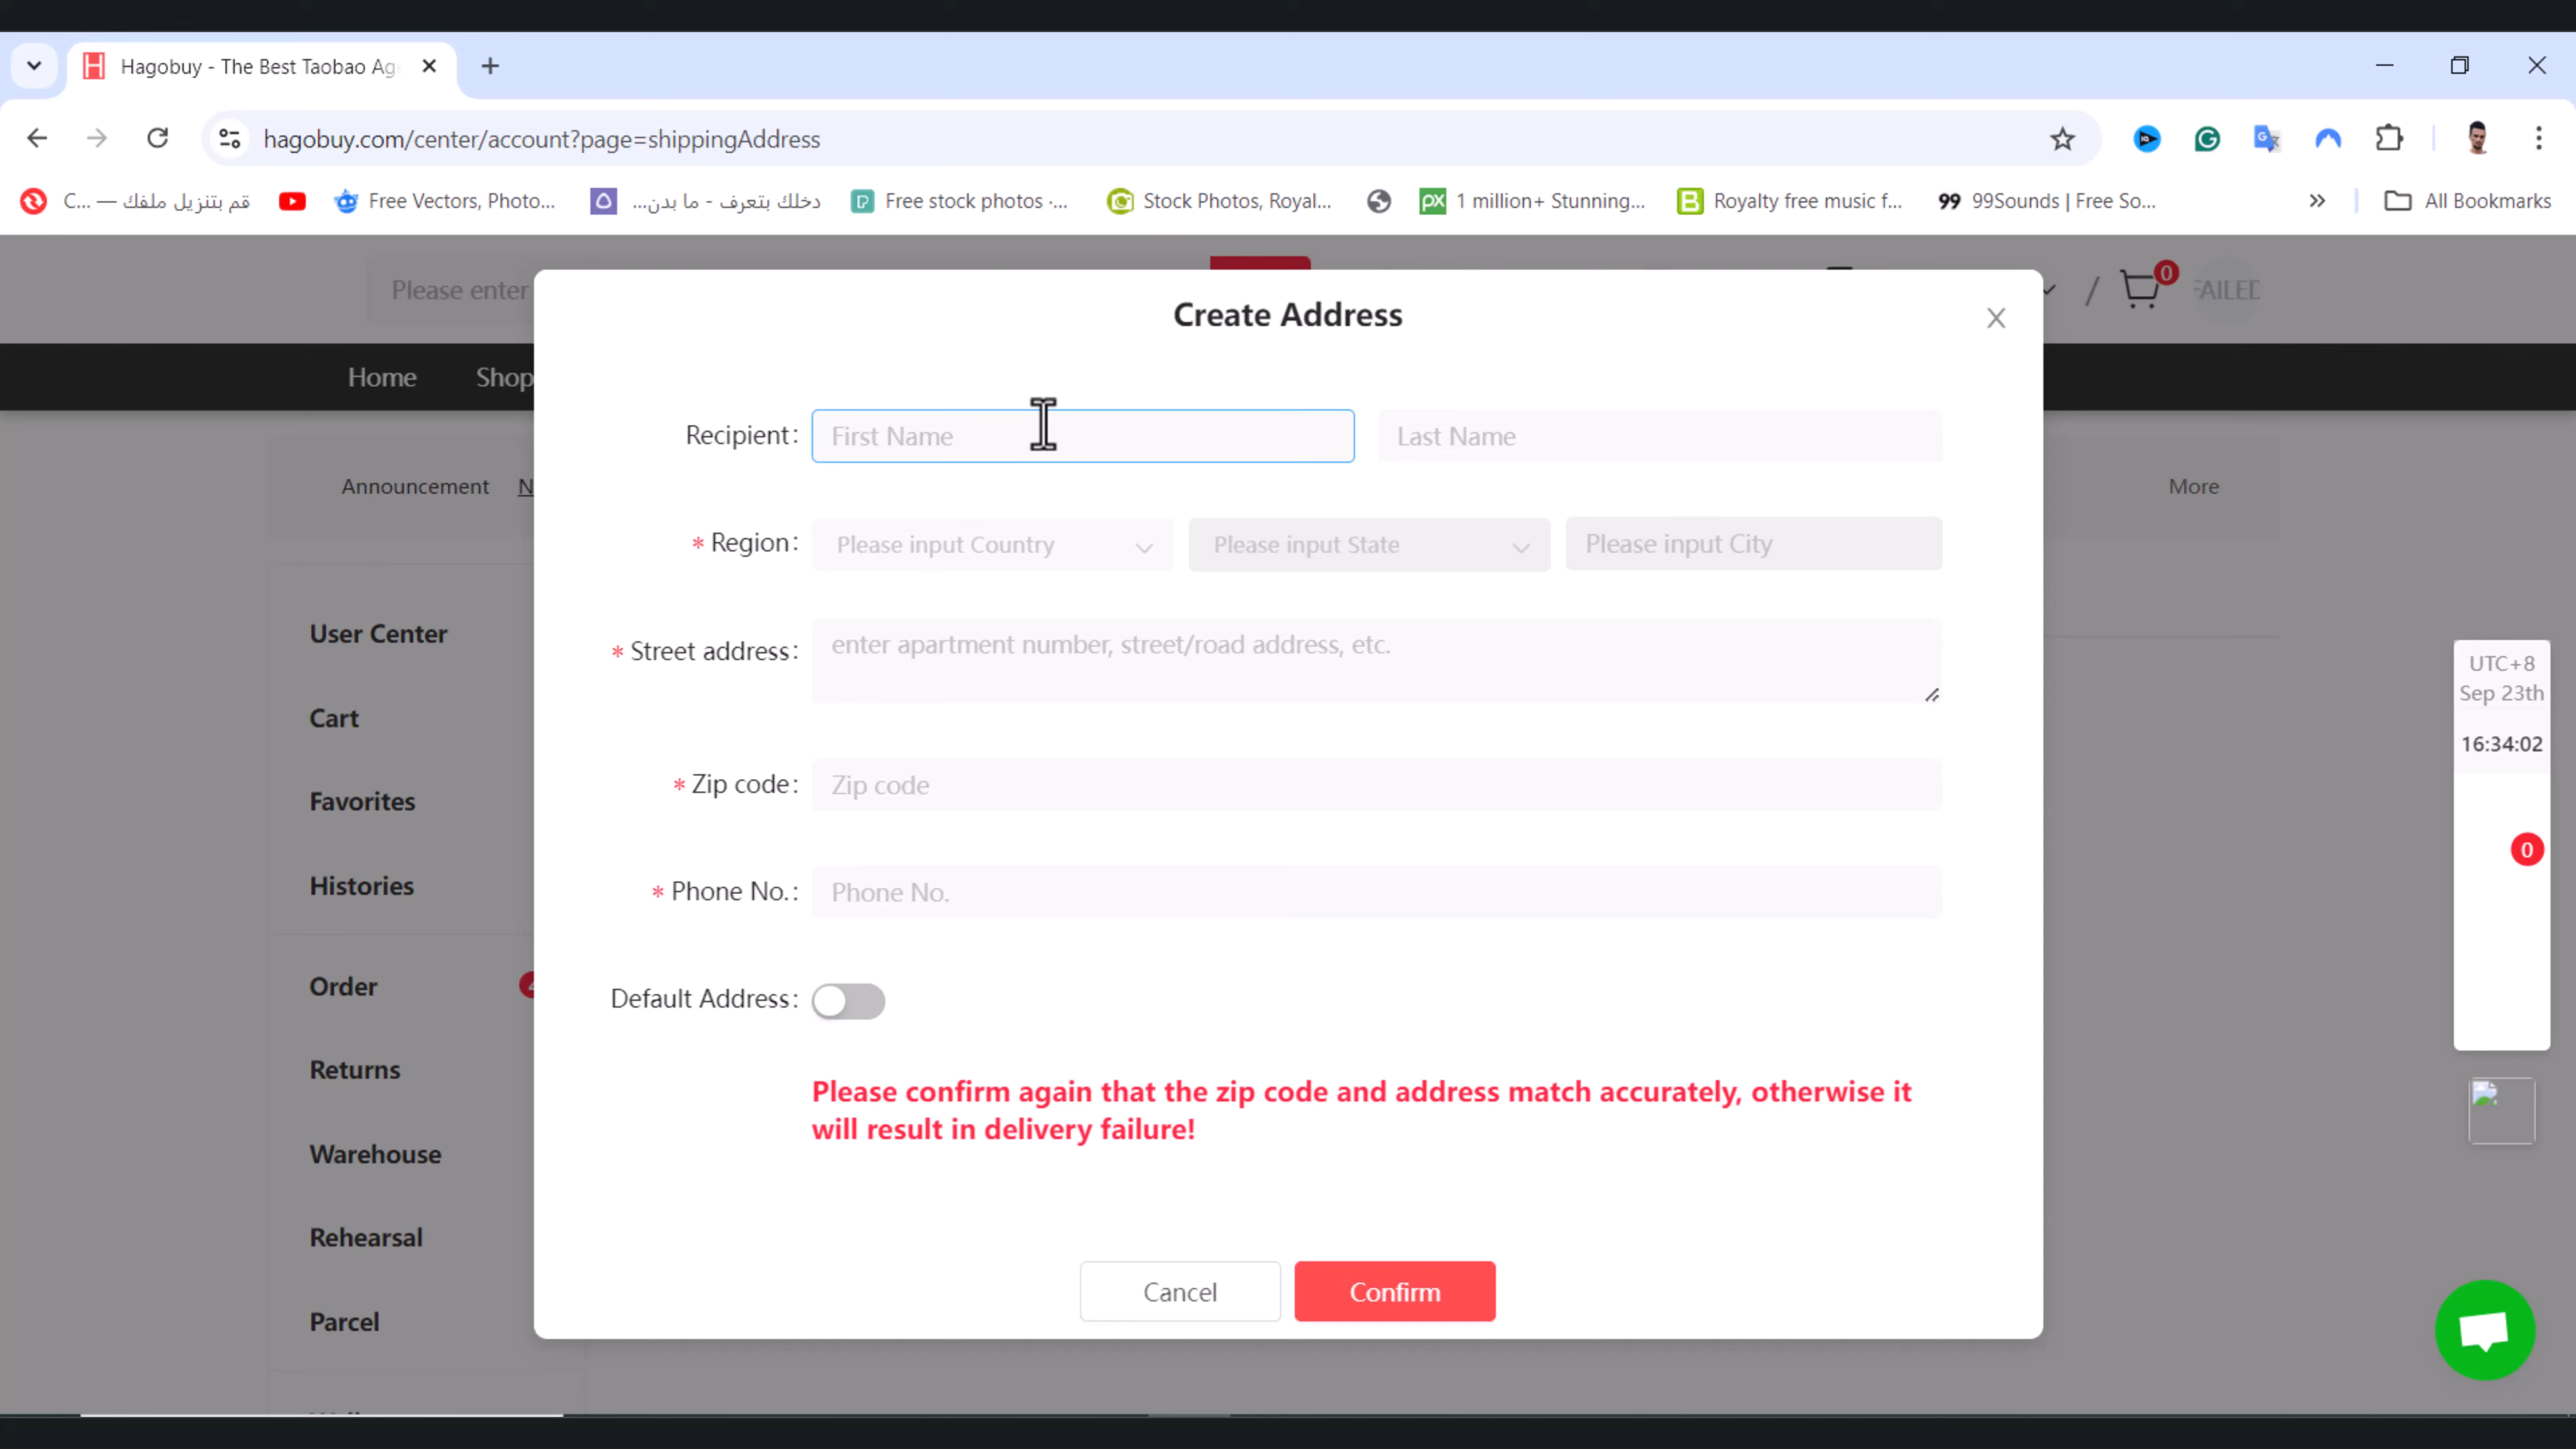 Hagobuy - The Best Taobao Ag
hagobuy.com/center/account?page=shippingAddress
C... — قم بتنزيل ملفك
Free Vectors, Photo...
دخلك بتعرف - ما بدن...
Free stock photos ·...
Stock Photos, Royal...
1 million+ Stunning...
Royalty free music f...
99Sounds | Free So...
All Bookmarks
Please enter
0
FAILED
Create Address
Home
Shop
Recipient:
First Name
Last Name
Announcement
N
More
* Region:
Please input Country
Please input State
Please input City
User Center
* Street address:
enter apartment number, street/road address, etc.
UTC+8
Sep 23th
16:34:02
Cart
* Zip code:
Zip code
Favorites
0
Histories
* Phone No.:
Phone No.
Order
Default Address:
Returns
Please confirm again that the zip code and address match accurately, otherwise it
will result in delivery failure!
Warehouse
Rehearsal
Cancel
Confirm
Parcel